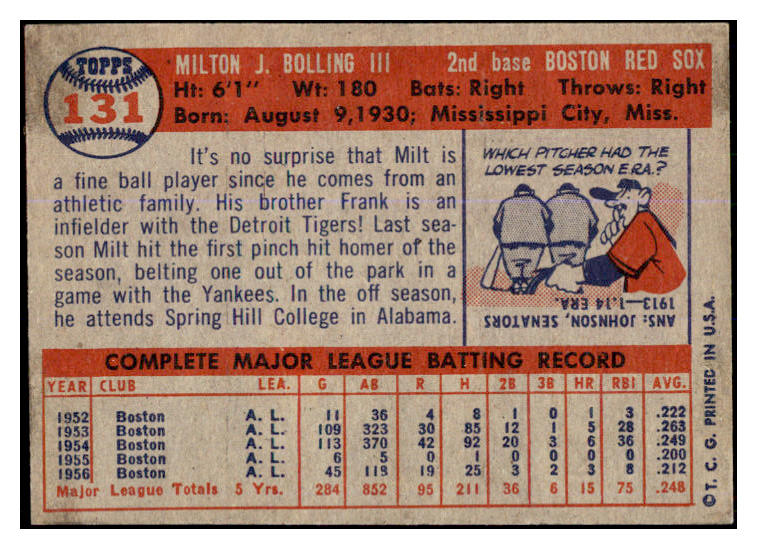 TOPPS
131
MILTON J. BOLLING III 2nd base BOSTON RED SOX
Ht: 6'1" Wt: 180 Bats: Right Throws: Right
Born: August 9, 1930; Mississippi City, Miss.
It's no surprise that Milt is
a fine ball player since he comes from an
athletic family. His brother Frank is an
infielder with the Detroit Tigers! Last sea-
son Milt hit the first pinch hit homer of the
season, belting one out of the park in a
game with the Yankees. In the off season,
he attends Spring Hill College in Alabama.
WHICH PITCHER HAD THE
LOWEST SEASON E.R.A.?
ANS: JOHNSON, SENATORS
1913—1.14 ERA.
COMPLETE MAJOR LEAGUE BATTING RECORD
YEAR CLUB LEA. G AB R H 2B 3B HR RBI AVG.
1952 Boston A. L. 11 36 4 8 1 0 1 3 .222
1953 Boston A. L. 109 323 30 85 12 1 5 28 .263
1954 Boston A. L. 113 370 42 92 20 3 6 36 .249
1955 Boston A. L. 6 5 0 1 0 0 0 0 .200
1956 Boston A. L. 45 118 19 25 3 2 3 8 .212
Major League Totals 5 Yrs. 284 852 95 211 36 6 15 75 .248
©T. C. G. PRINTED IN U.S.A.